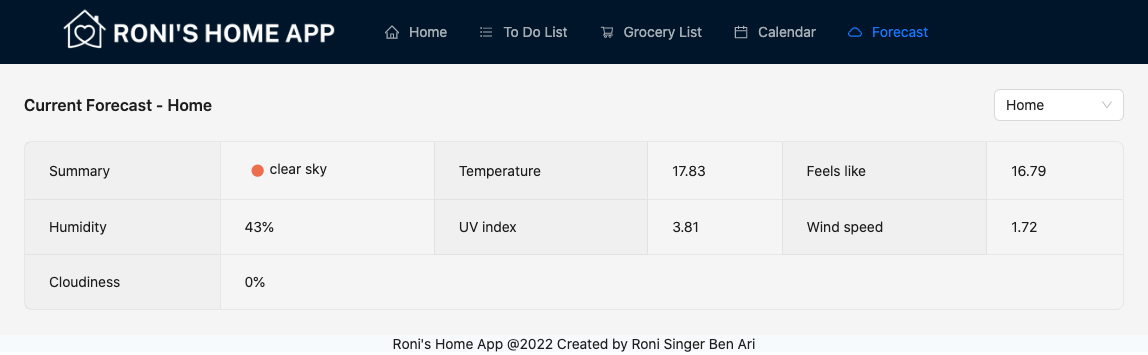 RONI'S HOME APP Home To Do List Grocery List Calendar Forecast
Current Forecast - Home Home
Summary clear sky Temperature 17.83 Feels like 16.79
Humidity 43% UV index 3.81 Wind speed 1.72
Cloudiness 0%
Roni's Home App @2022 Created by Roni Singer Ben Ari